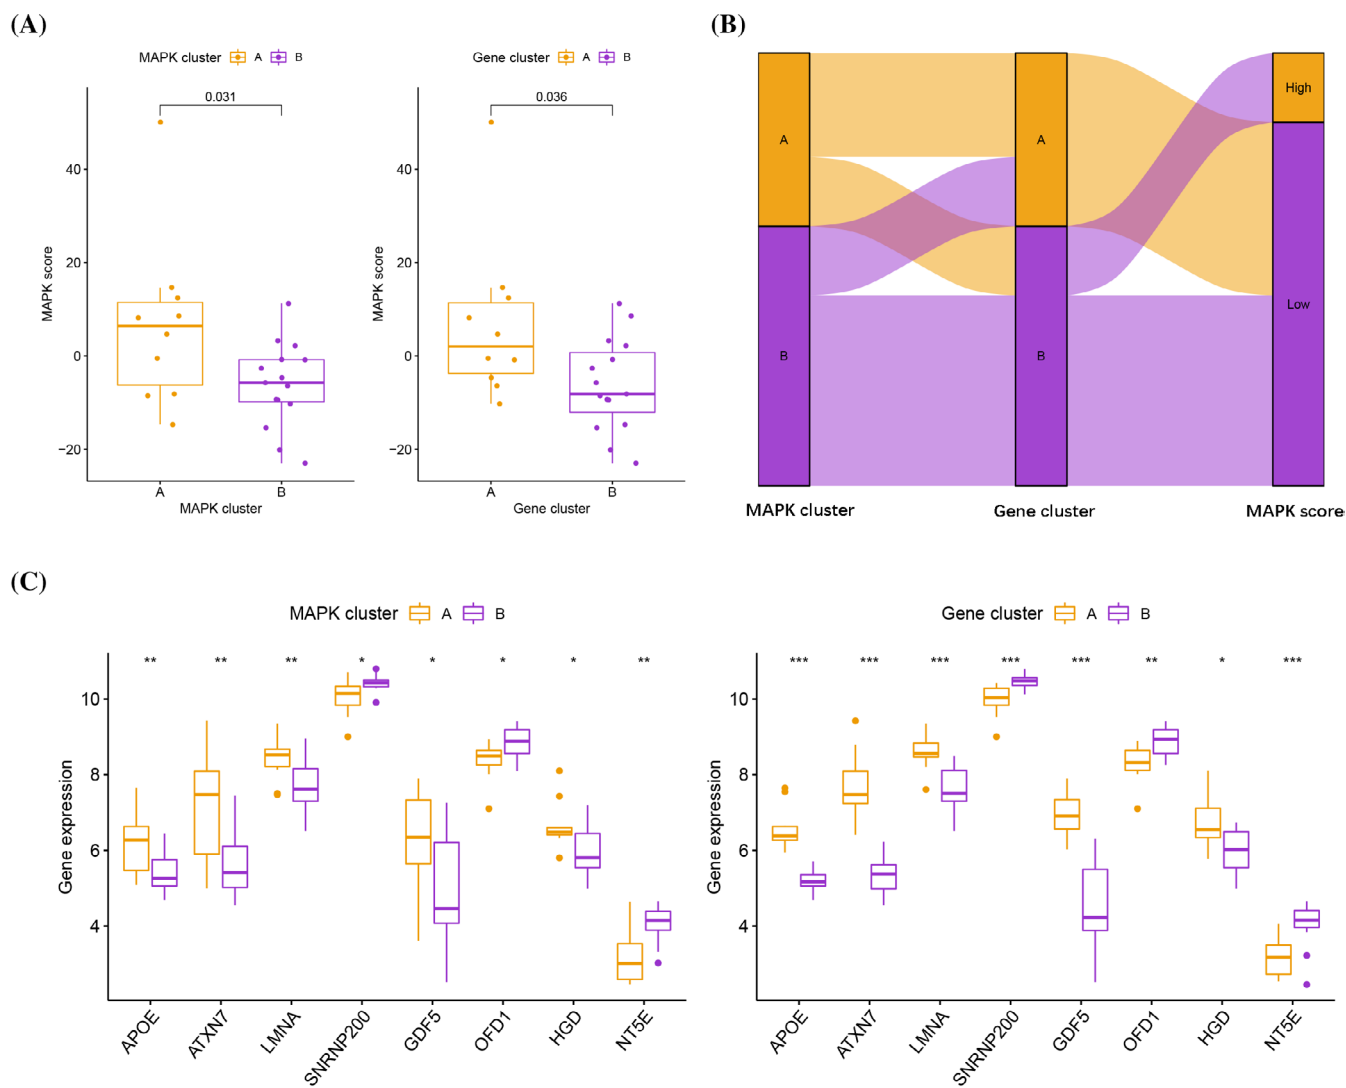 (A)
MAPK cluster A B
0.031
MAPK score
40
20
0
−20
A B
MAPK cluster
Gene cluster A B
0.036
MAPK score
40
20
0
−20
A B
Gene cluster
(B)
A A High
B B Low
MAPK cluster Gene cluster MAPK score
(C)
MAPK cluster A B
** ** ** * * * * **
Gene expression
10
8
6
4
APOE ATXN7 LMNA SNRNP200 GDF5 OFD1 HGD NT5E
Gene cluster A B
*** *** *** *** *** ** * ***
Gene expression
10
8
6
4
APOE ATXN7 LMNA SNRNP200 GDF5 OFD1 HGD NT5E